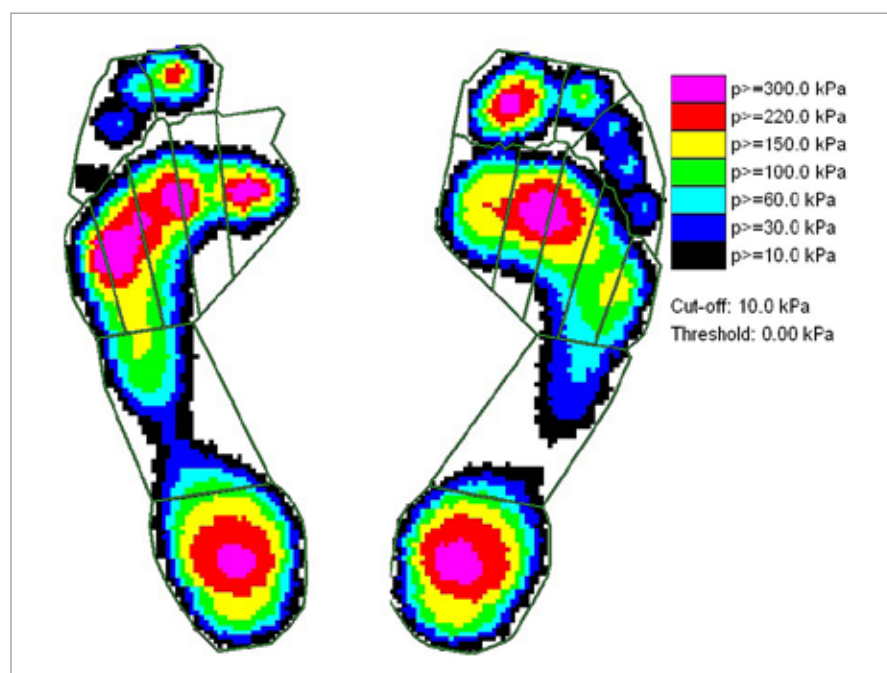 p>=300.0 kPa
p>=220.0 kPa
p>=150.0 kPa
p>=100.0 kPa
p>=60.0 kPa
p>=30.0 kPa
p>=10.0 kPa
Cut-off: 10.0 kPa
Threshold: 0.00 kPa